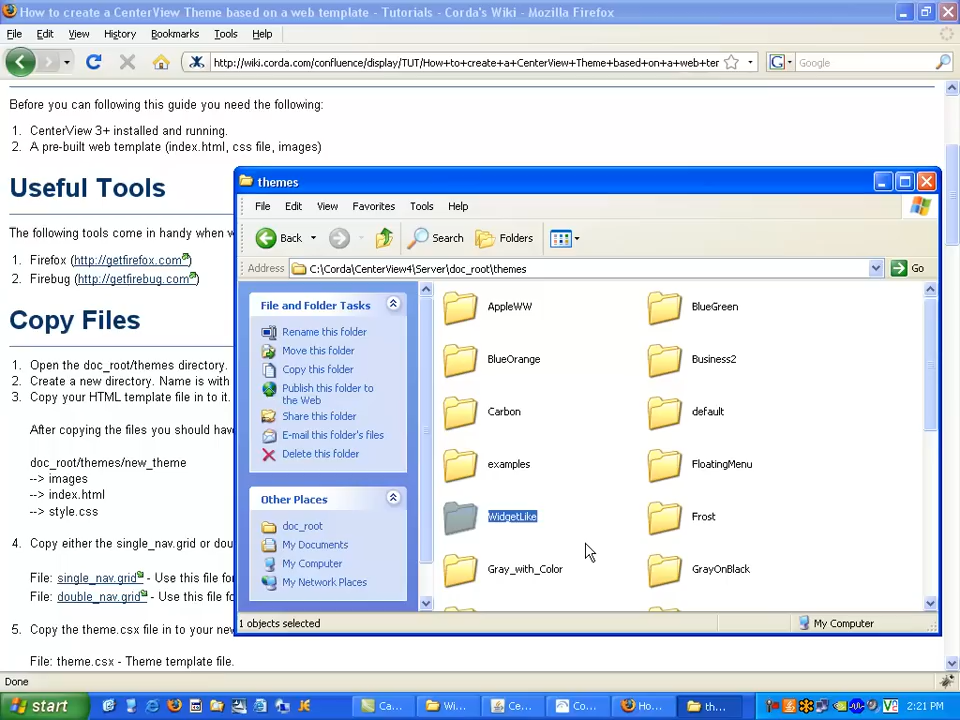 How to create a CenterView Theme based on a web template - Tutorials - Corda's Wiki - Mozilla Firefox
File Edit View History Bookmarks Tools Help
http://wiki.corda.com/confluence/display/TUT/How+to+create+a+CenterView+Theme+based+on+a+web+ter
Google
Before you can following this guide you need the following:
1. CenterView 3+ installed and running.
2. A pre-built web template (index.html, css file, images)
Useful Tools
The following tools come in handy when w
1. Firefox (http://getfirefox.com)
2. Firebug (http://getfirebug.com)
Copy Files
1. Open the doc_root/themes directory.
2. Create a new directory. Name is with
3. Copy your HTML template file in to it.
After copying the files you should have
doc_root/themes/new_theme
--> images
--> index.html
--> style.css
4. Copy either the single_nav.grid or dou
File: single_nav.grid - Use this file for
File: double_nav.grid - Use this file fo
5. Copy the theme.csx file in to your new
File: theme.csx - Theme template file.
Done
themes
File Edit View Favorites Tools Help
Back Search Folders
Address C:\Corda\CenterView4\Server\doc_root\themes Go
File and Folder Tasks
Rename this folder
Move this folder
Copy this folder
Publish this folder to
the Web
Share this folder
E-mail this folder's files
Delete this folder
Other Places
doc_root
My Documents
My Computer
My Network Places
AppleWW BlueGreen
BlueOrange Business2
Carbon default
examples FloatingMenu
WidgetLike Frost
Gray_with_Color GrayOnBlack
1 objects selected My Computer
start Ca... Wi... Ce... Co... Ho... th... 2:21 PM